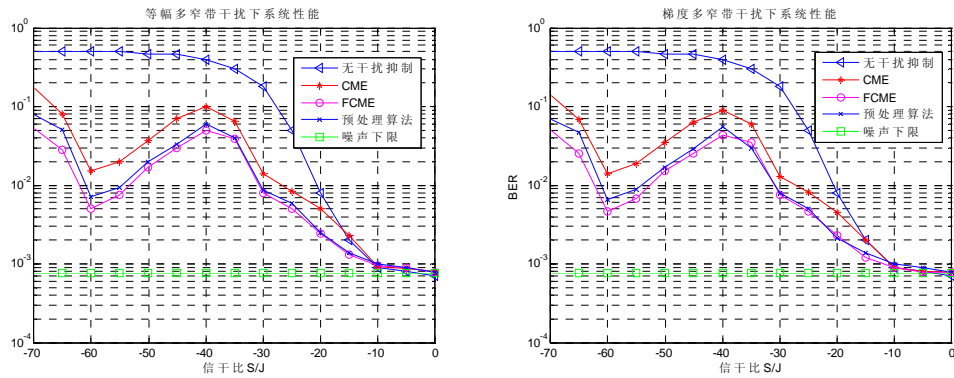 等幅多窄带干扰下系统性能
10^0
10^-1
10^-2
10^-3
10^-4
-70 -60 -50 -40 -30 -20 -10 0
信干比S/J
无干扰抑制
CME
FCME
预处理算法
噪声下限
梯度多窄带干扰下系统性能
BER
10^0
10^-1
10^-2
10^-3
10^-4
-70 -60 -50 -40 -30 -20 -10 0
信干比S/J
无干扰抑制
CME
FCME
预处理算法
噪声下限